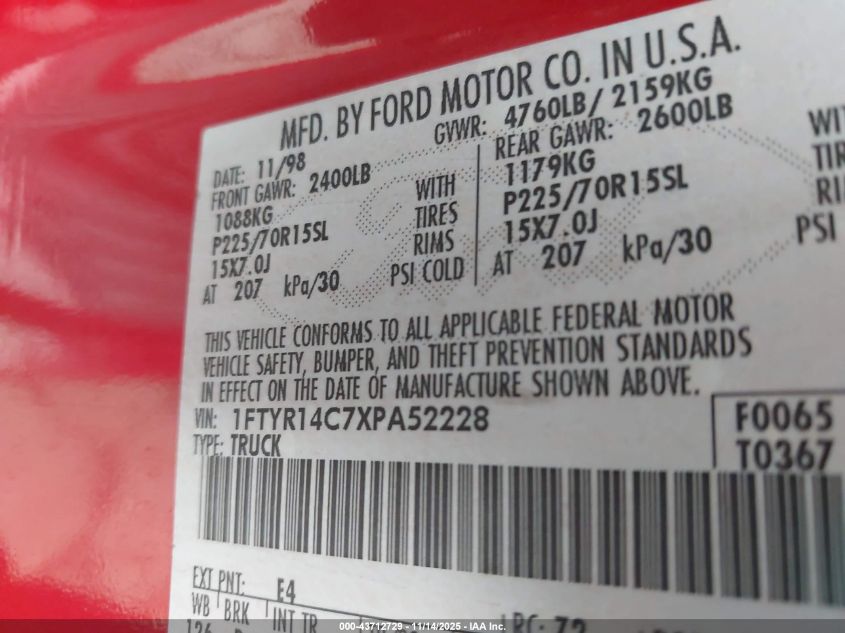 MFD. BY FORD MOTOR CO. IN U.S.A.
DATE: 11/98 GVWR: 4760LB/ 2159KG
FRONT GAWR: 2400LB REAR GAWR: 2600LB
1088KG WITH 1179KG
P225/70R15SL TIRES P225/70R15SL
15X7.0J RIMS 15X7.0J
AT 207 kPa/30 PSI COLD AT 207 kPa/30 PSI
THIS VEHICLE CONFORMS TO ALL APPLICABLE FEDERAL MOTOR
VEHICLE SAFETY, BUMPER, AND THEFT PREVENTION STANDARDS
IN EFFECT ON THE DATE OF MANUFACTURE SHOWN ABOVE.
VIN: 1FTYR14C7XPA52228 F0065
TYPE: TRUCK T0367
EXT PNT: E4
WB BRK INT TR
000-43712729 - 11/14/2025 - IAA Inc.